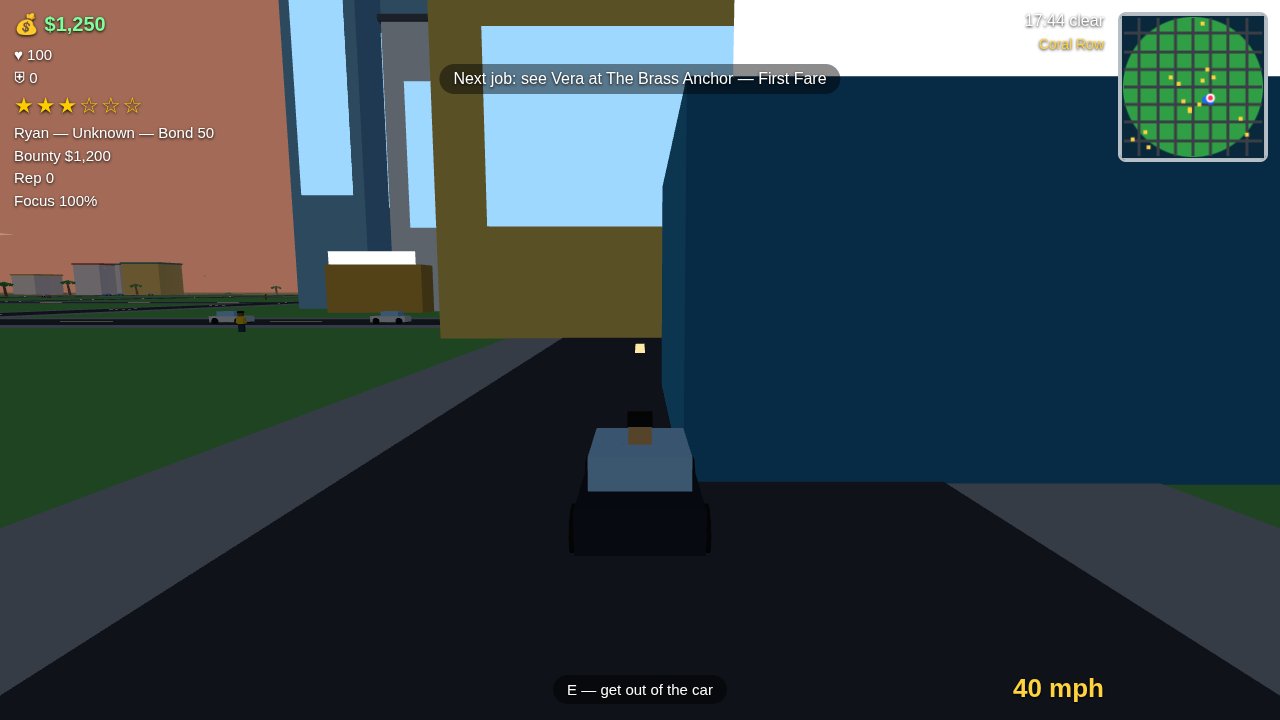 💰 $1,250
♥ 100
⛨ 0
★★★☆☆☆
Ryan — Unknown — Bond 50
Bounty $1,200
Rep 0
Focus 100%
Next job: see Vera at The Brass Anchor — First Fare
17:44 clear
Coral Row
E — get out of the car
40 mph